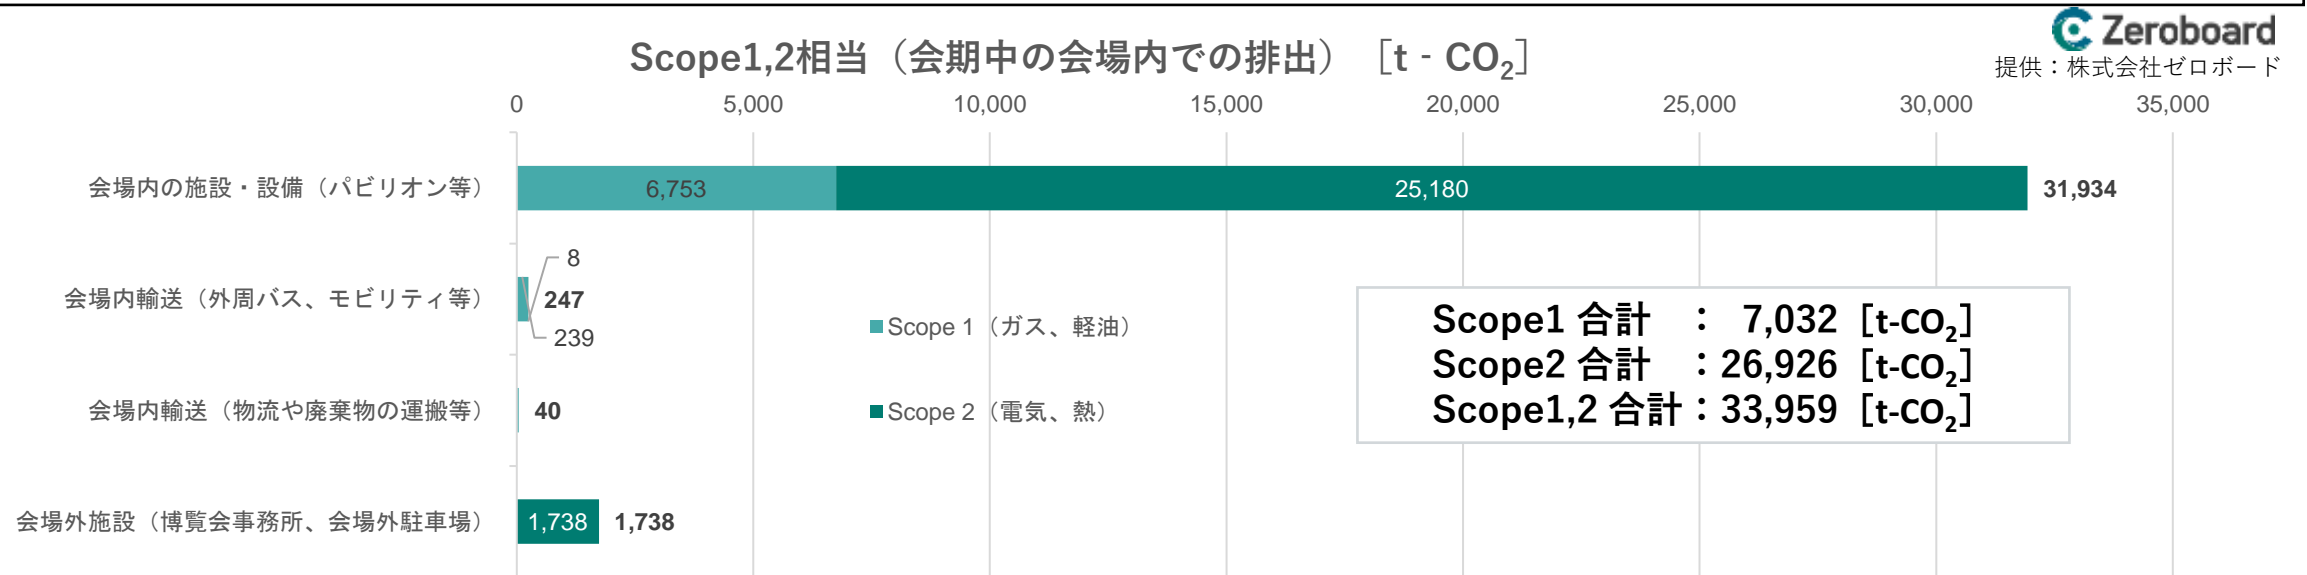 Zeroboard
提供：株式会社ゼロボード
Scope1,2相当（会期中の会場内での排出）［t - CO₂］
0 5,000 10,000 15,000 20,000 25,000 30,000 35,000
会場内の施設・設備（パビリオン等） 6,753 25,180 31,934
8
会場内輸送（外周バス、モビリティ等） 247
239
会場内輸送（物流や廃棄物の運搬等） 40
会場外施設（博覧会事務所、会場外駐車場） 1,738 1,738
Scope 1（ガス、軽油）
Scope 2（電気、熱）
Scope1 合計 ： 7,032［t-CO₂］
Scope2 合計 ：26,926［t-CO₂］
Scope1,2 合計：33,959［t-CO₂］